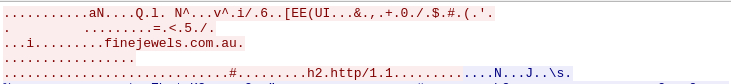 ...........aN....Q.l. N^...v^.i/.6..[EE(UI...&.,.+.0./.$.#.(.'.
.         .........=.<.5./.
...i.........finejewels.com.au.
.................
.............................#.........h2.http/1.1.............N...J..\s.